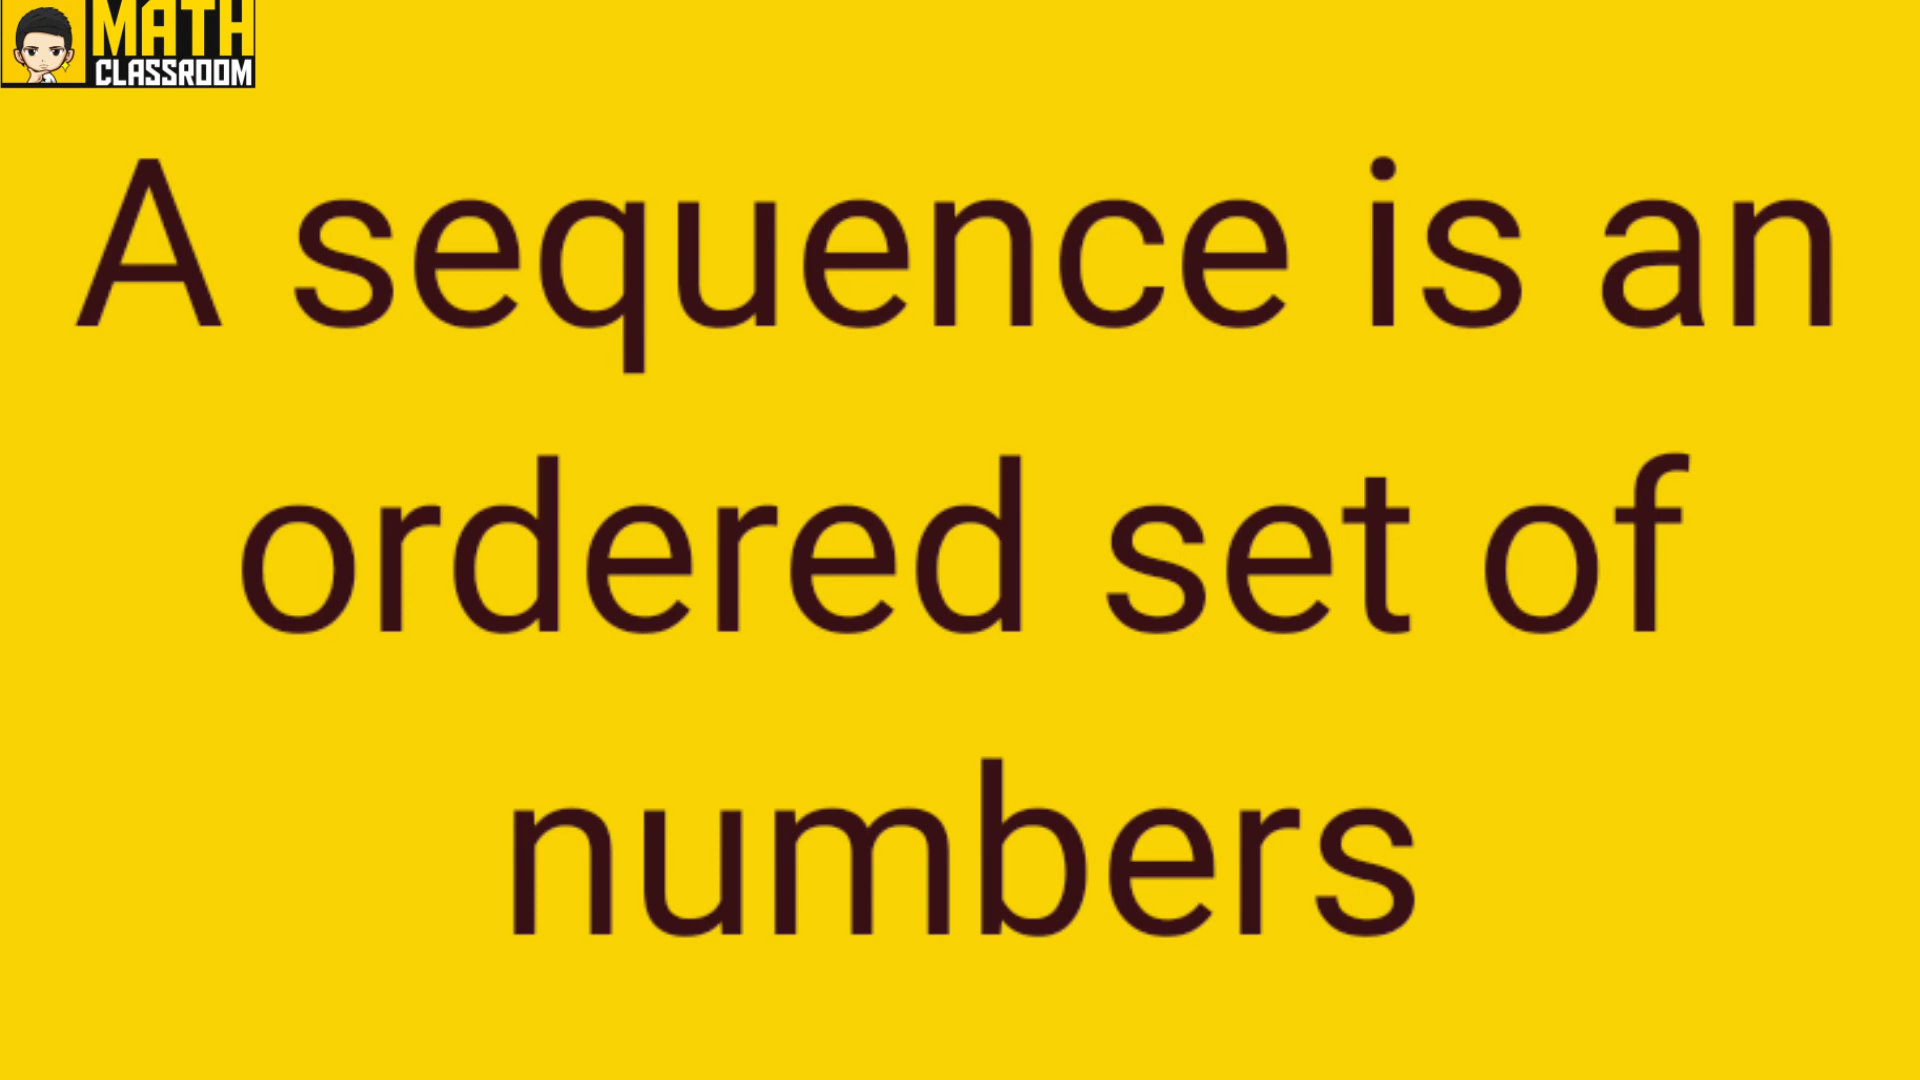 MATH
CLASSROOM
A sequence is an
ordered set of
numbers